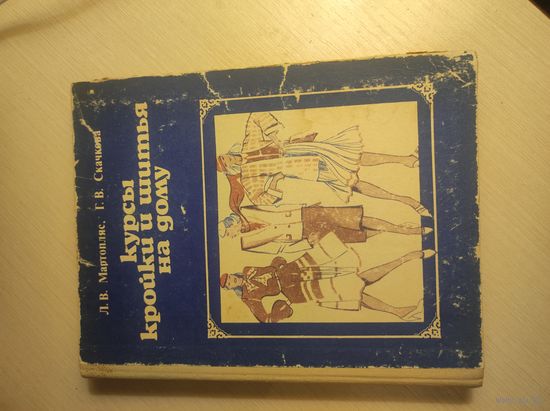 Л. В. Мартопляс. Г. В. Скачкова
курсы
кройки и шитья
на дому